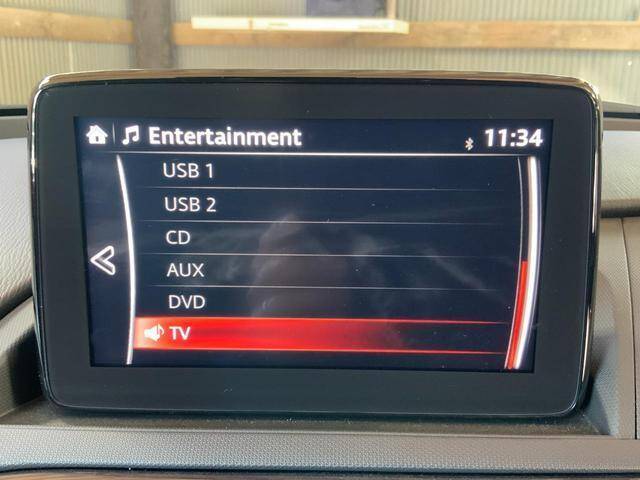 Entertainment 11:34
USB 1
USB 2
CD
AUX
DVD
TV